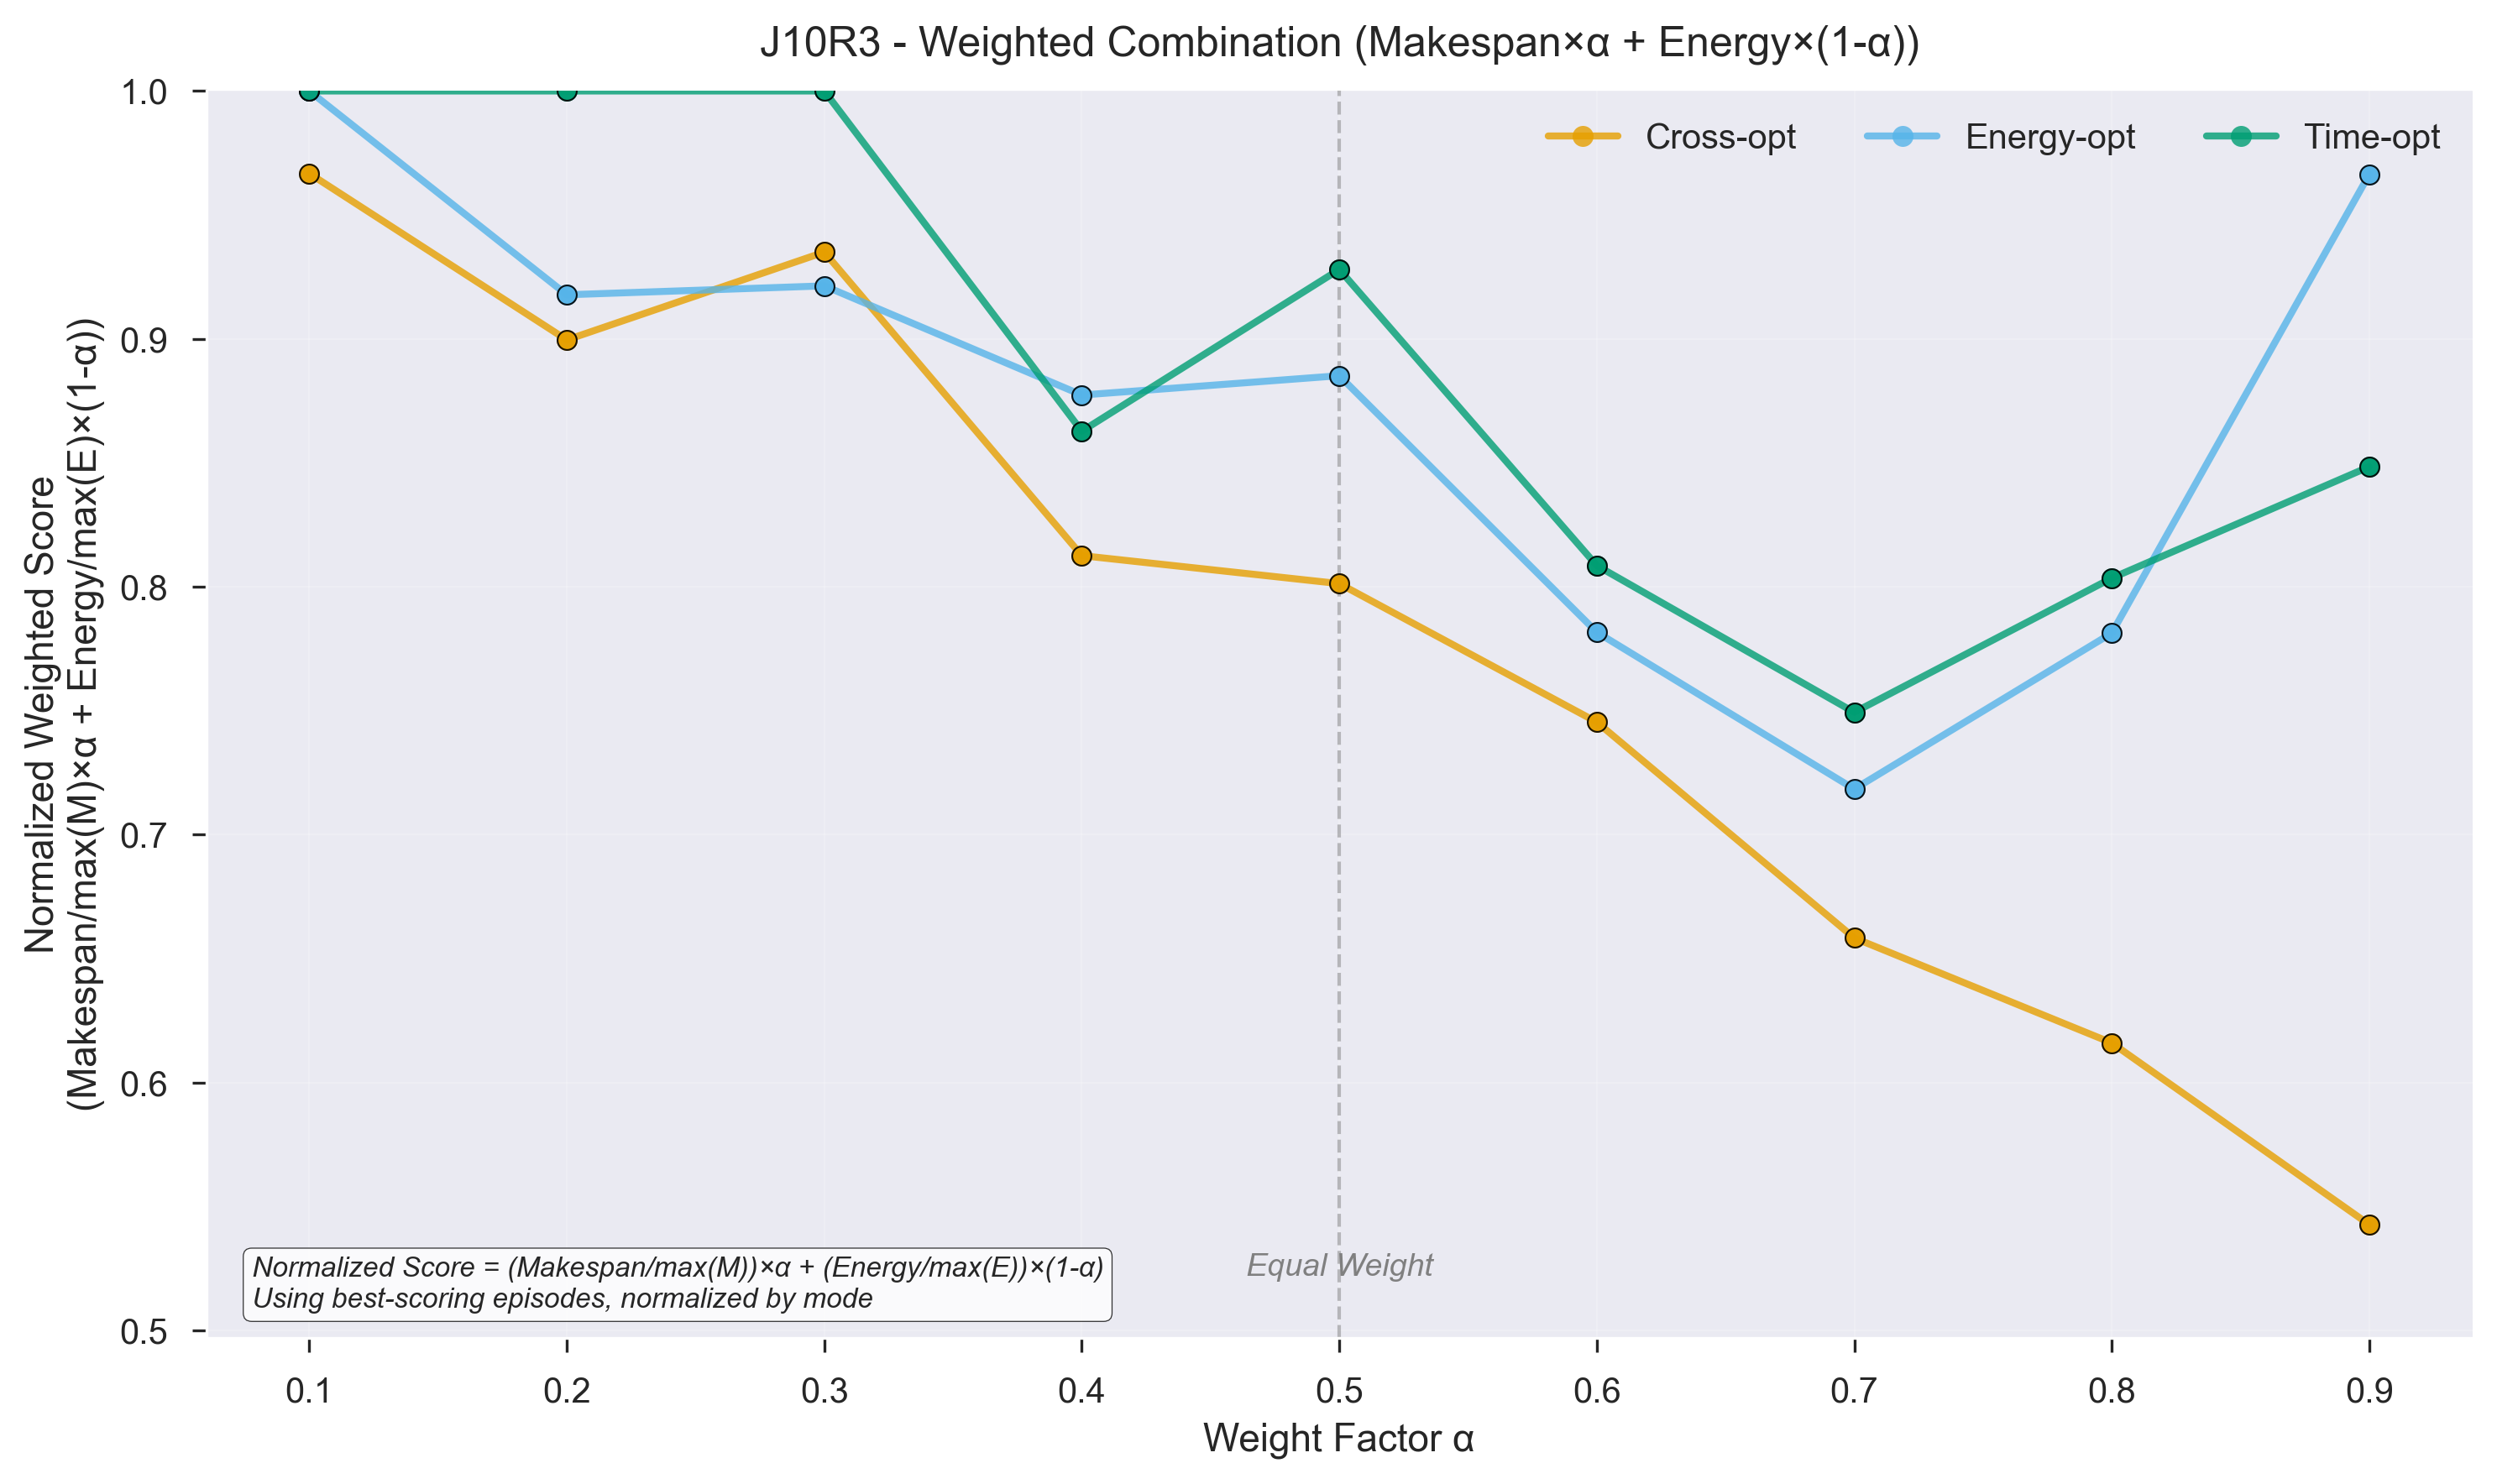 J10R3 - Weighted Combination (Makespan×α + Energy×(1-α))
Cross-opt
Energy-opt
Time-opt
Normalized Weighted Score
(Makespan/max(M)×α + Energy/max(E)×(1-α))
1.0
0.9
0.8
0.7
0.6
0.5
Equal Weight
Normalized Score = (Makespan/max(M))×α + (Energy/max(E))×(1-α)
Using best-scoring episodes, normalized by mode
0.1
0.2
0.3
0.4
0.5
0.6
0.7
0.8
0.9
Weight Factor α